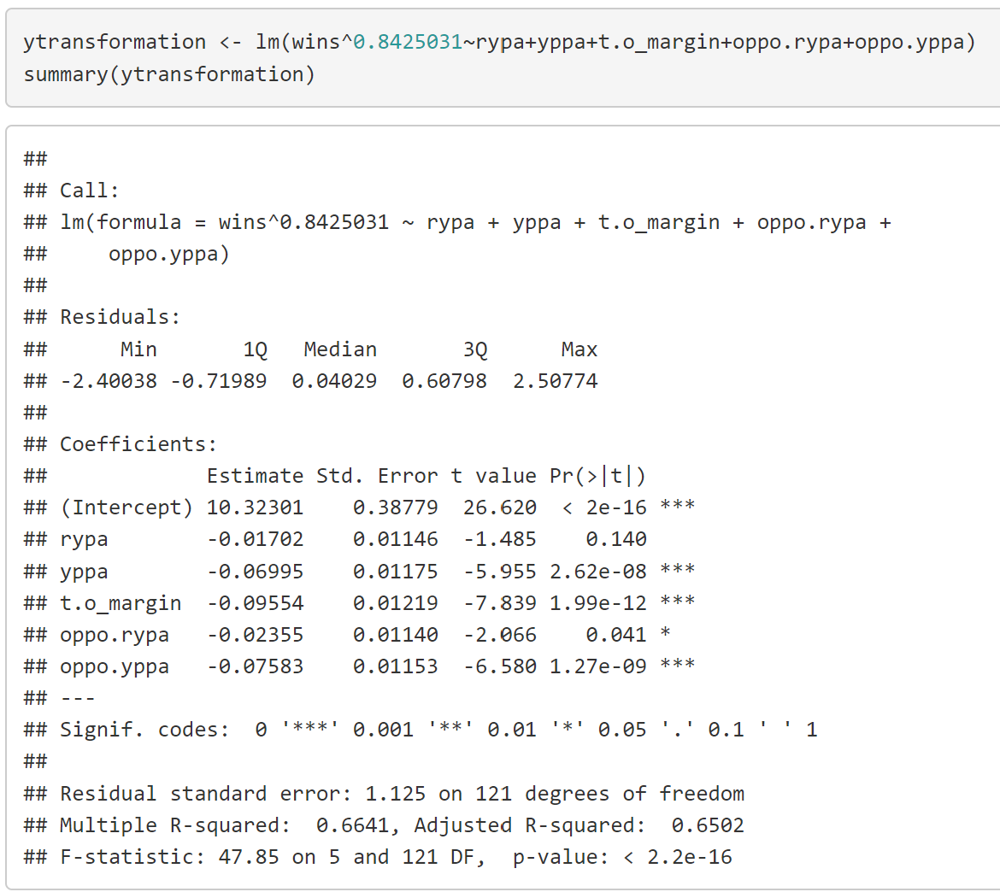 ytransformation <- lm(wins^0.8425031~rypa+yppa+t.o_margin+oppo.rypa+oppo.yppa)
summary(ytransformation)
##
## Call:
## lm(formula = wins^0.8425031 ~ rypa + yppa + t.o_margin + oppo.rypa +
##     oppo.yppa)
##
## Residuals:
##      Min       1Q   Median       3Q      Max
## -2.40038 -0.71989  0.04029  0.60798  2.50774
##
## Coefficients:
##             Estimate Std. Error t value Pr(>|t|)
## (Intercept) 10.32301    0.38779  26.620  < 2e-16 ***
## rypa        -0.01702    0.01146  -1.485    0.140
## yppa        -0.06995    0.01175  -5.955 2.62e-08 ***
## t.o_margin  -0.09554    0.01219  -7.839 1.99e-12 ***
## oppo.rypa   -0.02355    0.01140  -2.066    0.041 *
## oppo.yppa   -0.07583    0.01153  -6.580 1.27e-09 ***
## ---
## Signif. codes:  0 '***' 0.001 '**' 0.01 '*' 0.05 '.' 0.1 ' ' 1
##
## Residual standard error: 1.125 on 121 degrees of freedom
## Multiple R-squared:  0.6641, Adjusted R-squared:  0.6502
## F-statistic: 47.85 on 5 and 121 DF,  p-value: < 2.2e-16